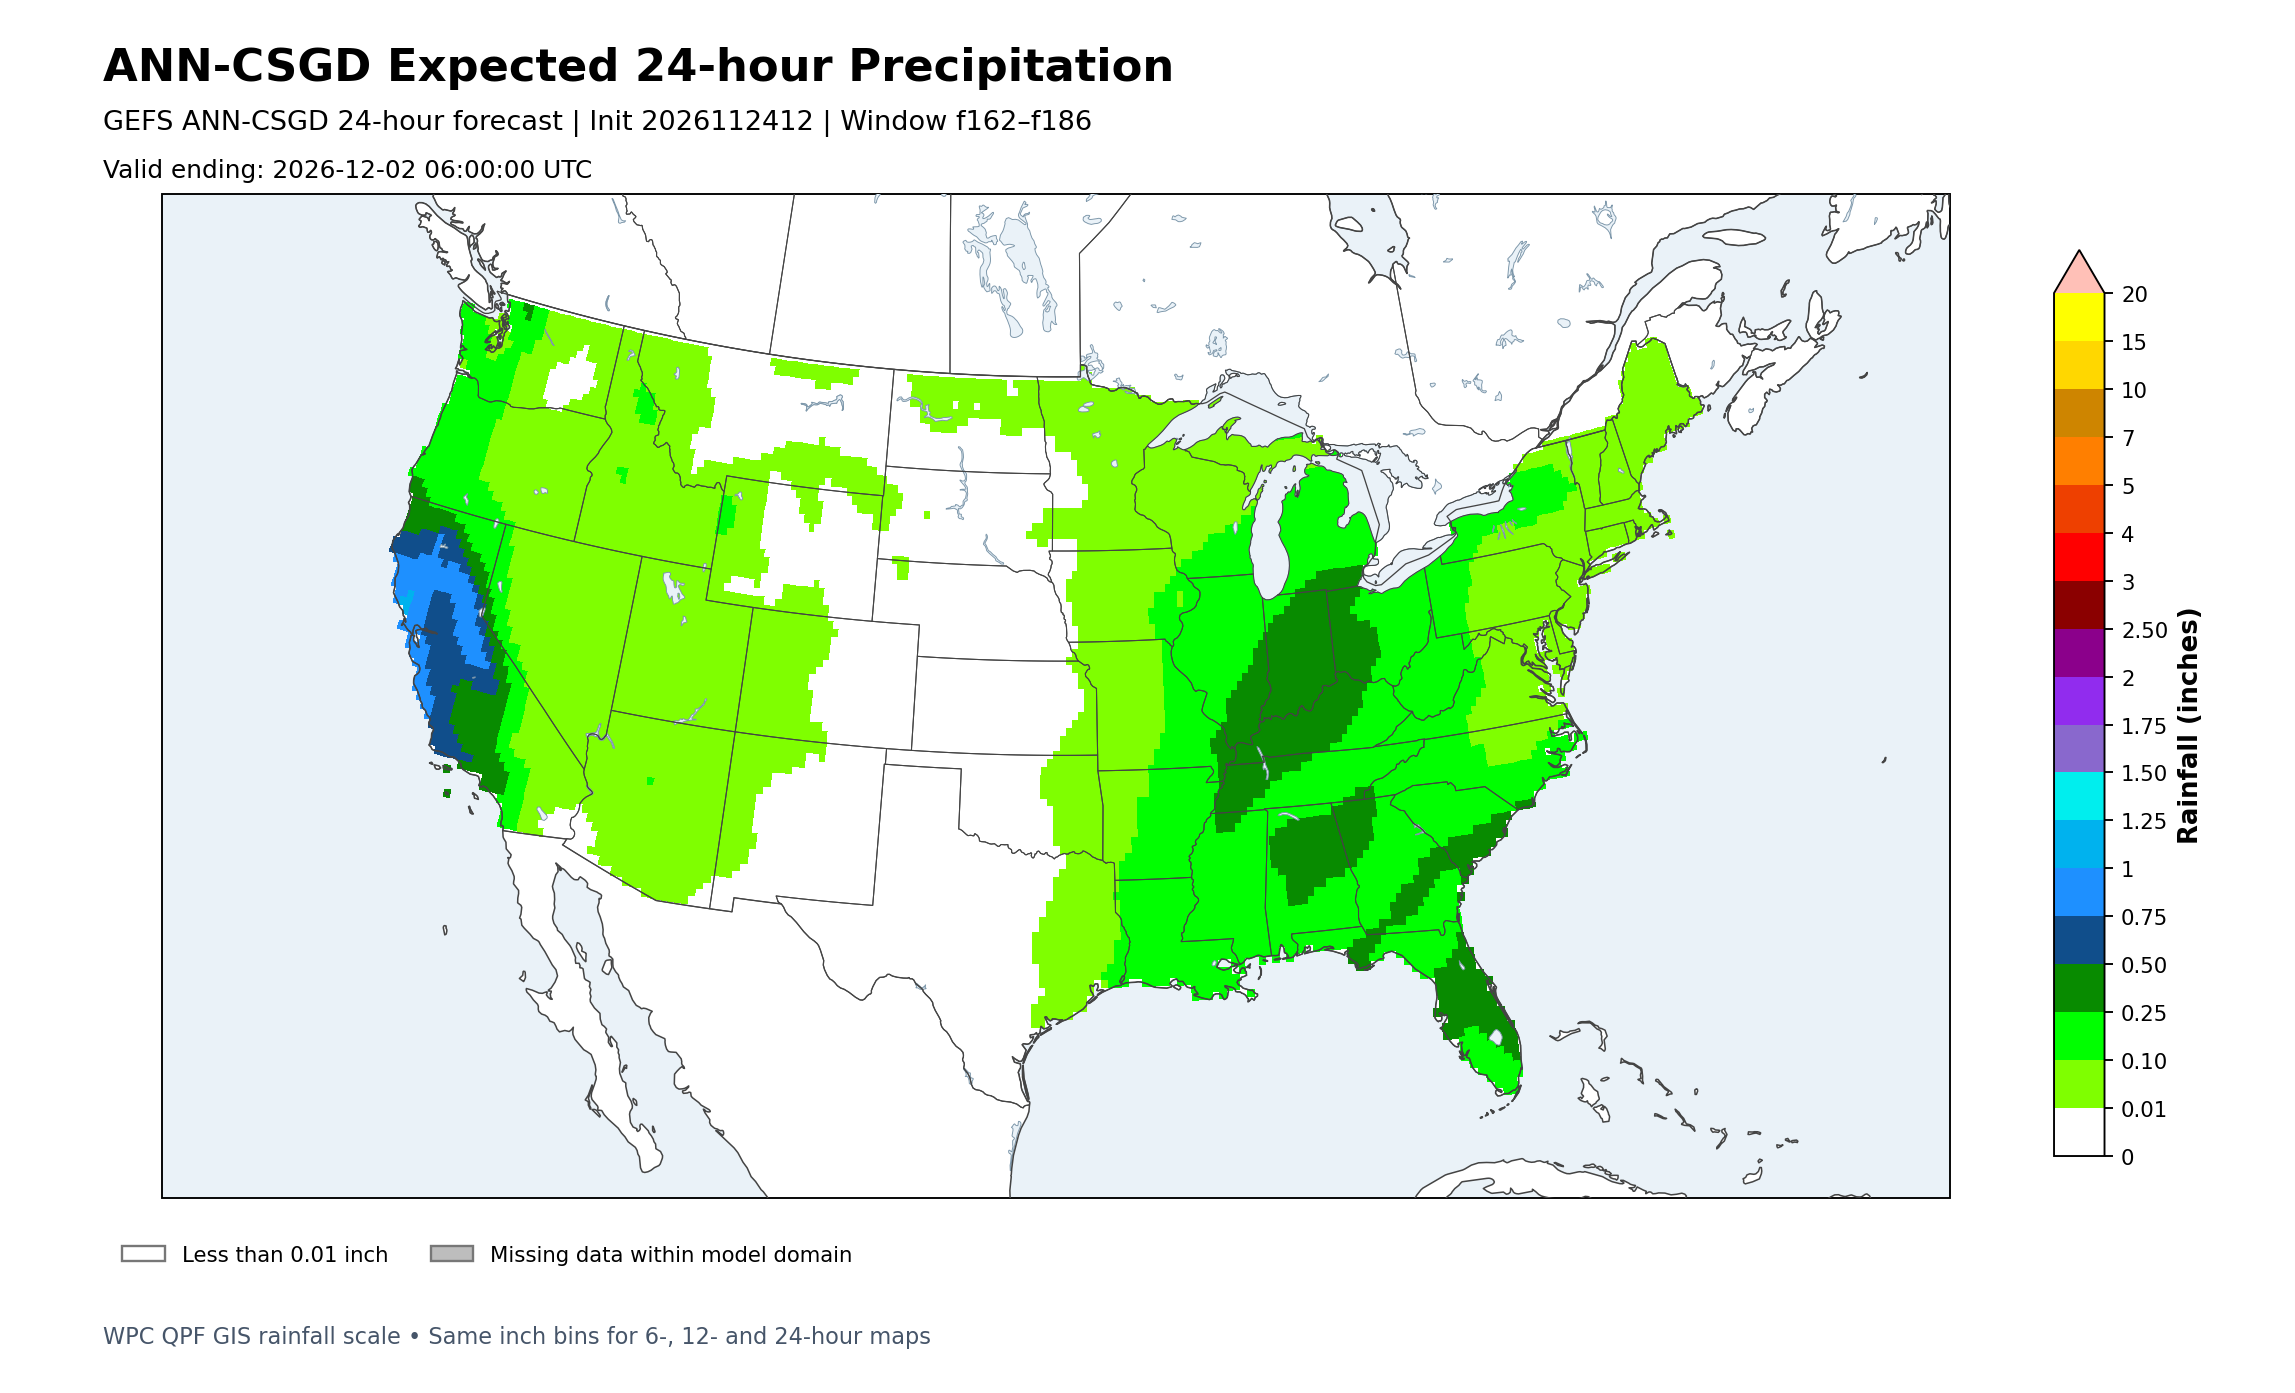 ANN-CSGD Expected 24-hour Precipitation
GEFS ANN-CSGD 24-hour forecast | Init 2026112412 | Window f162–f186
Valid ending: 2026-12-02 06:00:00 UTC
20
15
10
7
5
4
3
2.50
2
1.75
1.50
1.25
1
0.75
0.50
0.25
0.10
0.01
0
Rainfall (inches)
Less than 0.01 inch
Missing data within model domain
WPC QPF GIS rainfall scale • Same inch bins for 6-, 12- and 24-hour maps